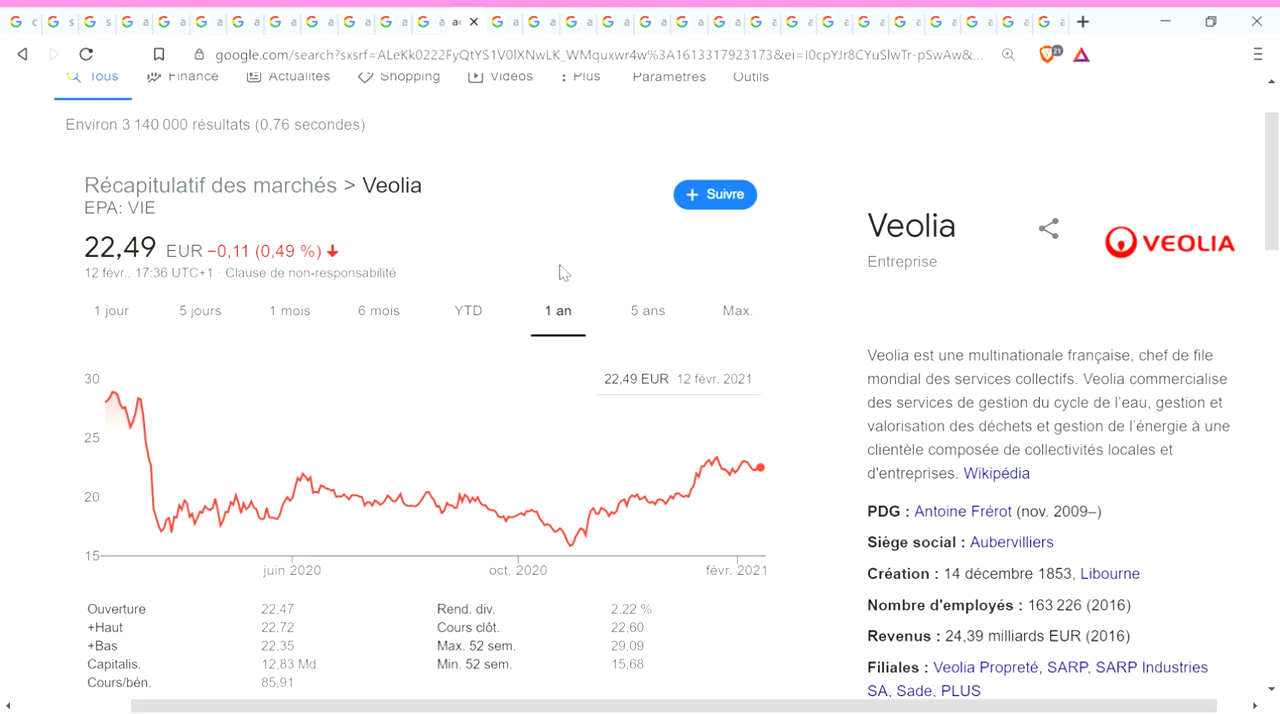 google.com/search?sxsrf=ALeKk0222FyQtYS1V0IXNwLK_WMquxwr4w%3A1613317923173&ei=I0cpYJr8CYuSlwTr-pSwAw&...
21
Tous Finance Actualités Shopping Vidéos : Plus Paramètres Outils
Environ 3 140 000 résultats (0,76 secondes)
Récapitulatif des marchés > Veolia
EPA: VIE
+ Suivre
22,49 EUR −0,11 (0,49 %)
12 févr., 17:36 UTC+1 · Clause de non-responsabilité
1 jour 5 jours 1 mois 6 mois YTD 1 an 5 ans Max.
22,49 EUR 12 févr. 2021
30
25
20
15
juin 2020 oct. 2020 févr. 2021
Ouverture 22,47
+Haut 22,72
+Bas 22,35
Capitalis. 12,83 Md
Cours/bén. 85,91
Rend. div. 2,22 %
Cours clôt. 22,60
Max. 52 sem. 29,09
Min. 52 sem. 15,68
Veolia
Entreprise
VEOLIA
Veolia est une multinationale française, chef de file
mondial des services collectifs. Veolia commercialise
des services de gestion du cycle de l'eau, gestion et
valorisation des déchets et gestion de l'énergie à une
clientèle composée de collectivités locales et
d'entreprises. Wikipédia
PDG : Antoine Frérot (nov. 2009–)
Siège social : Aubervilliers
Création : 14 décembre 1853, Libourne
Nombre d'employés : 163 226 (2016)
Revenus : 24,39 milliards EUR (2016)
Filiales : Veolia Propreté, SARP, SARP Industries
SA, Sade, PLUS